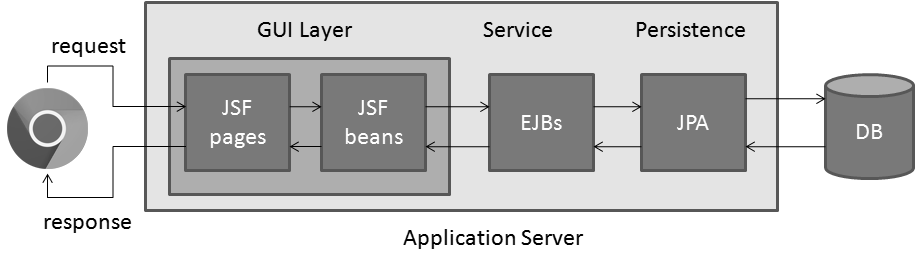 GUI Layer
Service
Persistence
request
JSF
pages
JSF
beans
EJBs
JPA
DB
response
Application Server